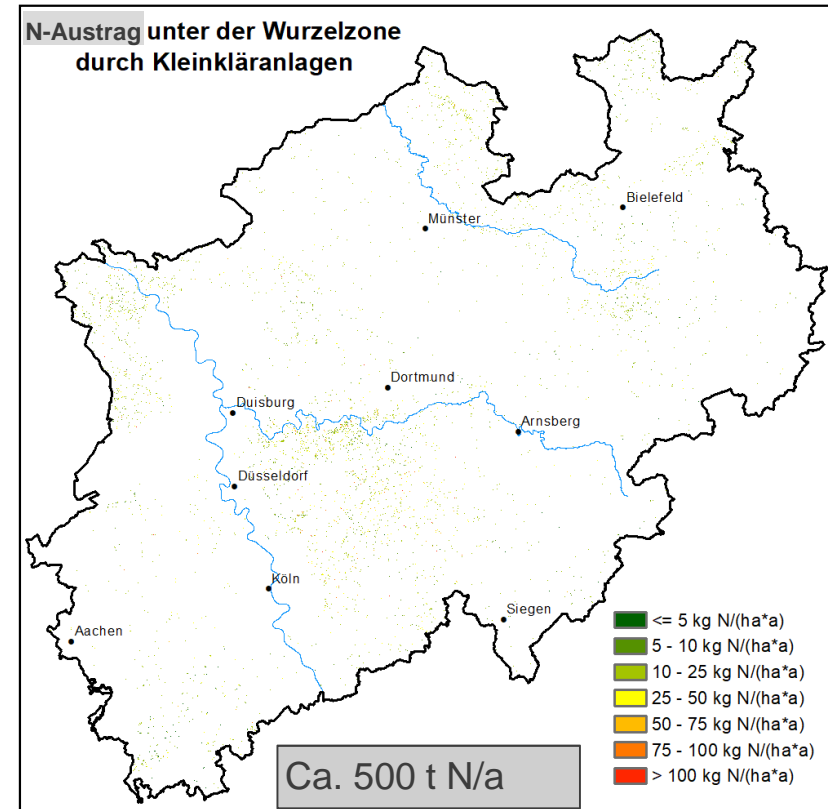 N-Austrag unter der Wurzelzone
durch Kleinkläranlagen
Bielefeld
Münster
Dortmund
Duisburg
Arnsberg
Düsseldorf
Köln
Siegen
Aachen
<= 5 kg N/(ha*a)
5 - 10 kg N/(ha*a)
10 - 25 kg N/(ha*a)
25 - 50 kg N/(ha*a)
50 - 75 kg N/(ha*a)
75 - 100 kg N/(ha*a)
> 100 kg N/(ha*a)
Ca. 500 t N/a